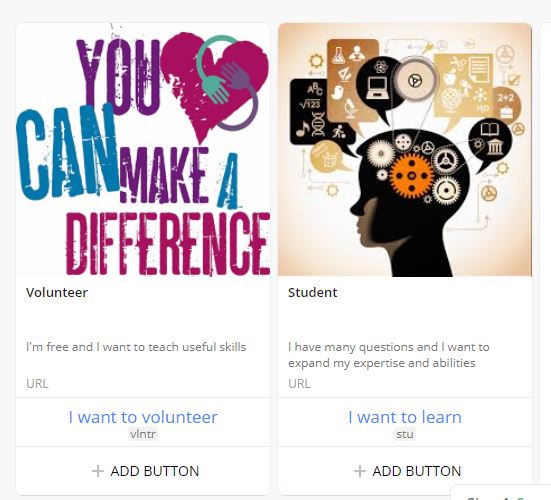 YOU
CAN
MAKE A
DIFFERENCE
ABC
√123
2+2
Volunteer
I'm free and I want to teach useful skills
URL
I want to volunteer
vlntr
+ ADD BUTTON
Student
I have many questions and I want to
expand my expertise and abilities
URL
I want to learn
stu
+ ADD BUTTON